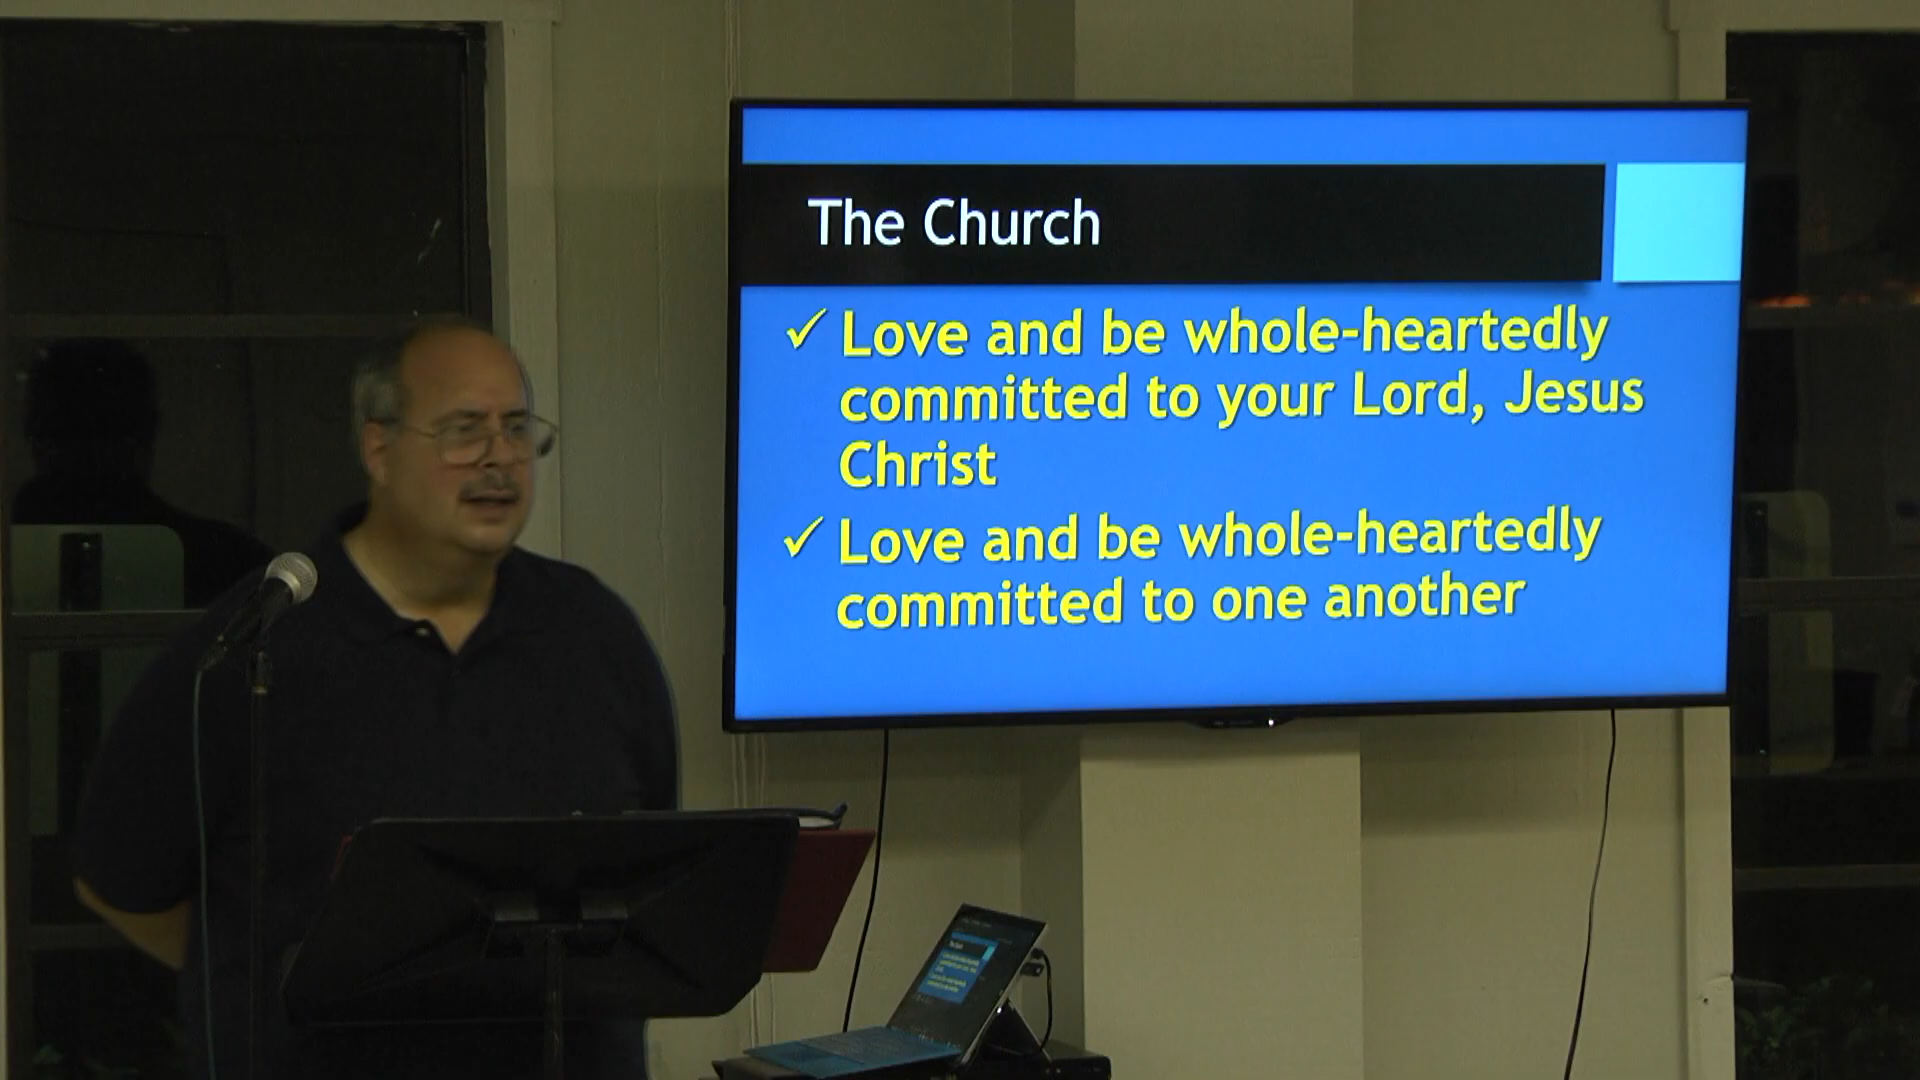 The Church
✓ Love and be whole-heartedly
committed to your Lord, Jesus
Christ
✓ Love and be whole-heartedly
committed to one another